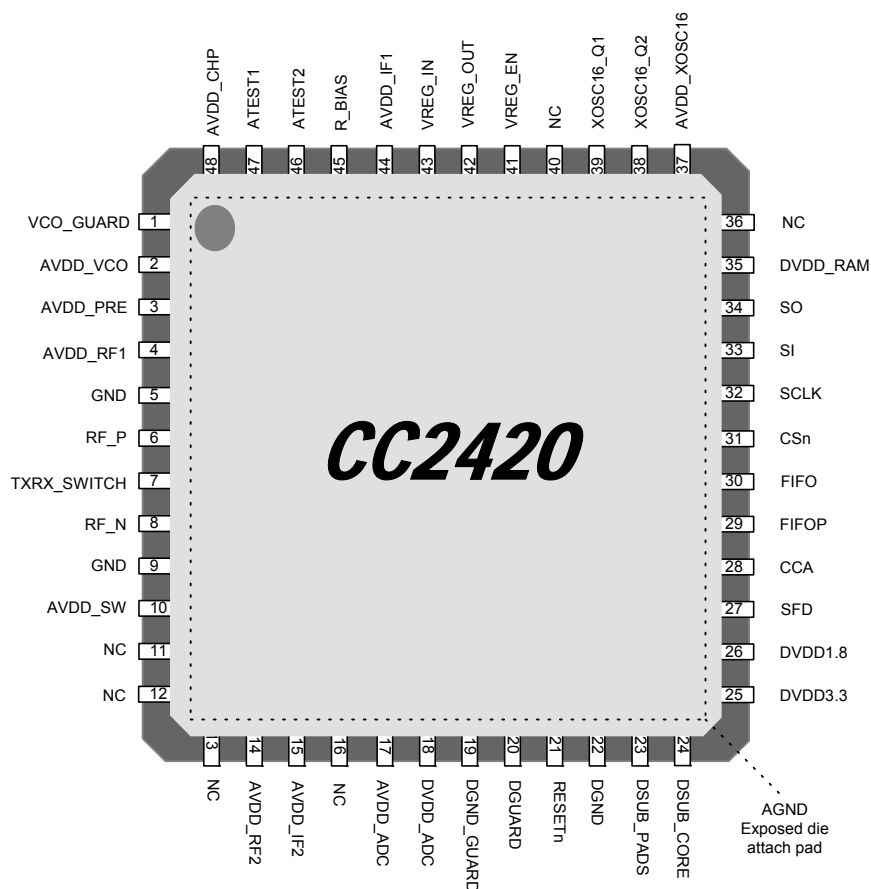 AVDD_CHP
ATEST1
ATEST2
R_BIAS
AVDD_IF1
VREG_IN
VREG_OUT
VREG_EN
NC
XOSC16_Q1
XOSC16_Q2
AVDD_XOSC16
48
47
46
45
44
43
42
41
40
39
38
37
VCO_GUARD 1
AVDD_VCO 2
AVDD_PRE 3
AVDD_RF1 4
GND 5
RF_P 6
TXRX_SWITCH 7
RF_N 8
GND 9
AVDD_SW 10
NC 11
NC 12
CC2420
36 NC
35 DVDD_RAM
34 SO
33 SI
32 SCLK
31 CSn
30 FIFO
29 FIFOP
28 CCA
27 SFD
26 DVDD1.8
25 DVDD3.3
13
14
15
16
17
18
19
20
21
22
23
24
NC
AVDD_RF2
AVDD_IF2
NC
AVDD_ADC
DVDD_ADC
DGND_GUARD
DGUARD
RESETn
DGND
DSUB_PADS
DSUB_CORE
AGND
Exposed die
attach pad